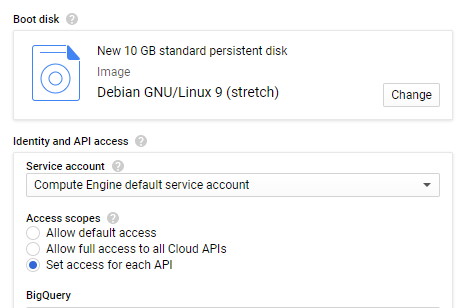 Boot disk
New 10 GB standard persistent disk
Image
Debian GNU/Linux 9 (stretch)
Change
Identity and API access
Service account
Compute Engine default service account
Access scopes
Allow default access
Allow full access to all Cloud APIs
Set access for each API
BigQuery